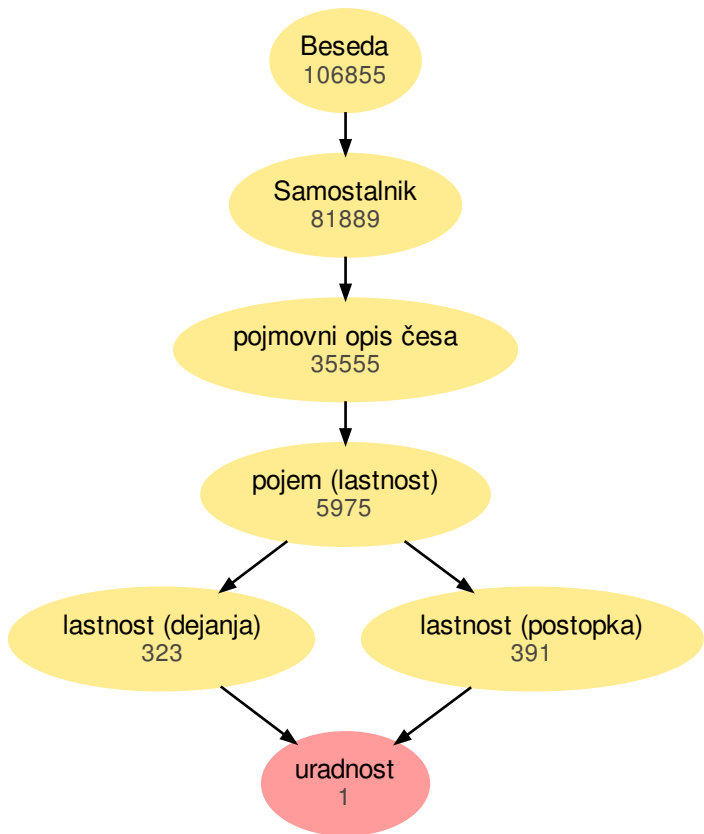 Beseda
106855
Samostalnik
81889
pojmovni opis česa
35555
pojem (lastnost)
5975
lastnost (dejanja)
323
lastnost (postopka)
391
uradnost
1